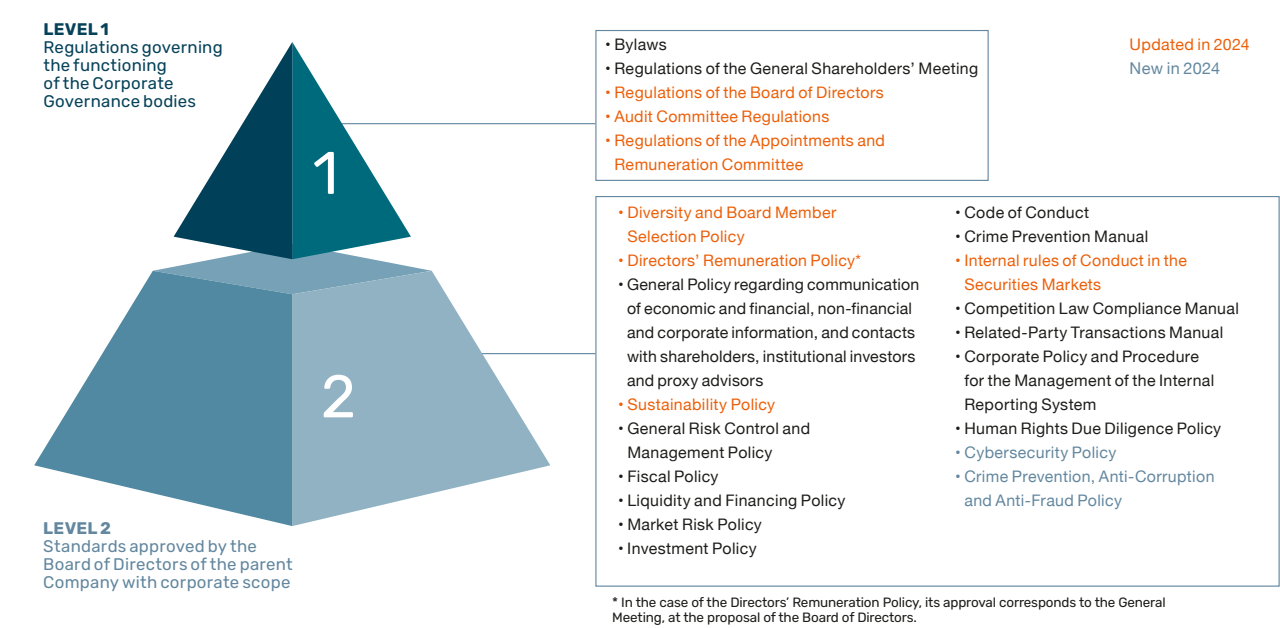 LEVEL 1
Regulations governing
the functioning
of the Corporate
Governance bodies
1
• Bylaws
• Regulations of the General Shareholders’ Meeting
• Regulations of the Board of Directors
• Audit Committee Regulations
• Regulations of the Appointments and
Remuneration Committee
Updated in 2024
New in 2024
2
LEVEL 2
Standards approved by the
Board of Directors of the parent
Company with corporate scope
• Diversity and Board Member
Selection Policy
• Directors’ Remuneration Policy*
• General Policy regarding communication
of economic and financial, non-financial
and corporate information, and contacts
with shareholders, institutional investors
and proxy advisors
• Sustainability Policy
• General Risk Control and
Management Policy
• Fiscal Policy
• Liquidity and Financing Policy
• Market Risk Policy
• Investment Policy
• Code of Conduct
• Crime Prevention Manual
• Internal rules of Conduct in the
Securities Markets
• Competition Law Compliance Manual
• Related-Party Transactions Manual
• Corporate Policy and Procedure
for the Management of the Internal
Reporting System
• Human Rights Due Diligence Policy
• Cybersecurity Policy
• Crime Prevention, Anti-Corruption
and Anti-Fraud Policy
* In the case of the Directors’ Remuneration Policy, its approval corresponds to the General
Meeting, at the proposal of the Board of Directors.